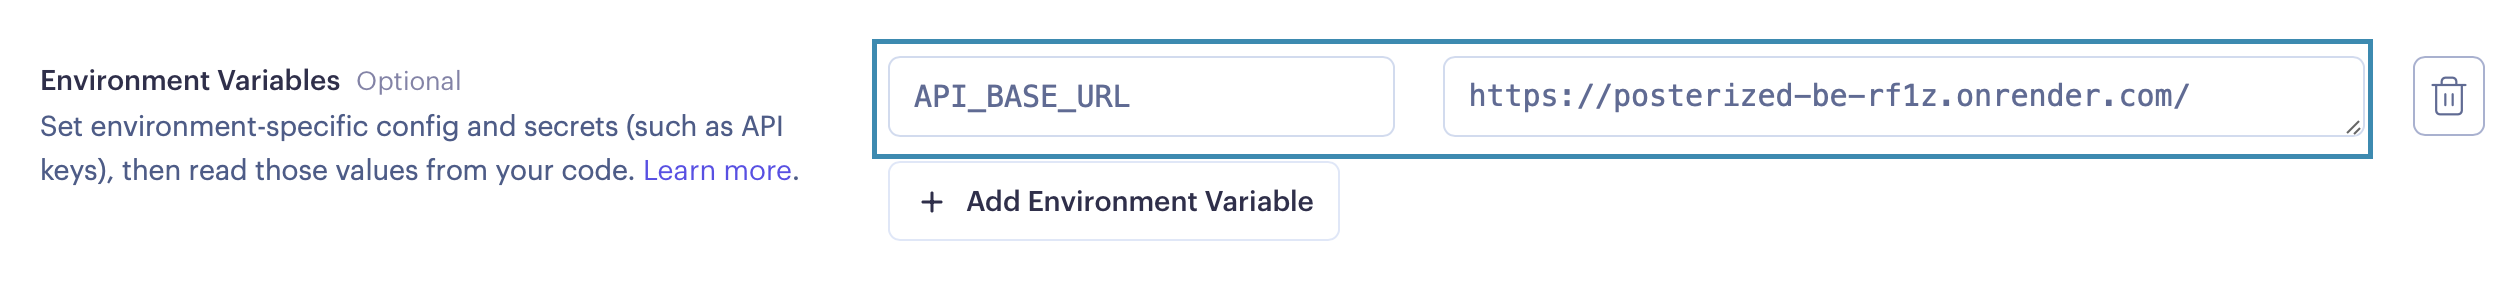 Environment Variables Optional
Set environment-specific config and secrets (such as API
keys), then read those values from your code. Learn more.
API_BASE_URL
https://posterized-be-rf1z.onrender.com/
+ Add Environment Variable